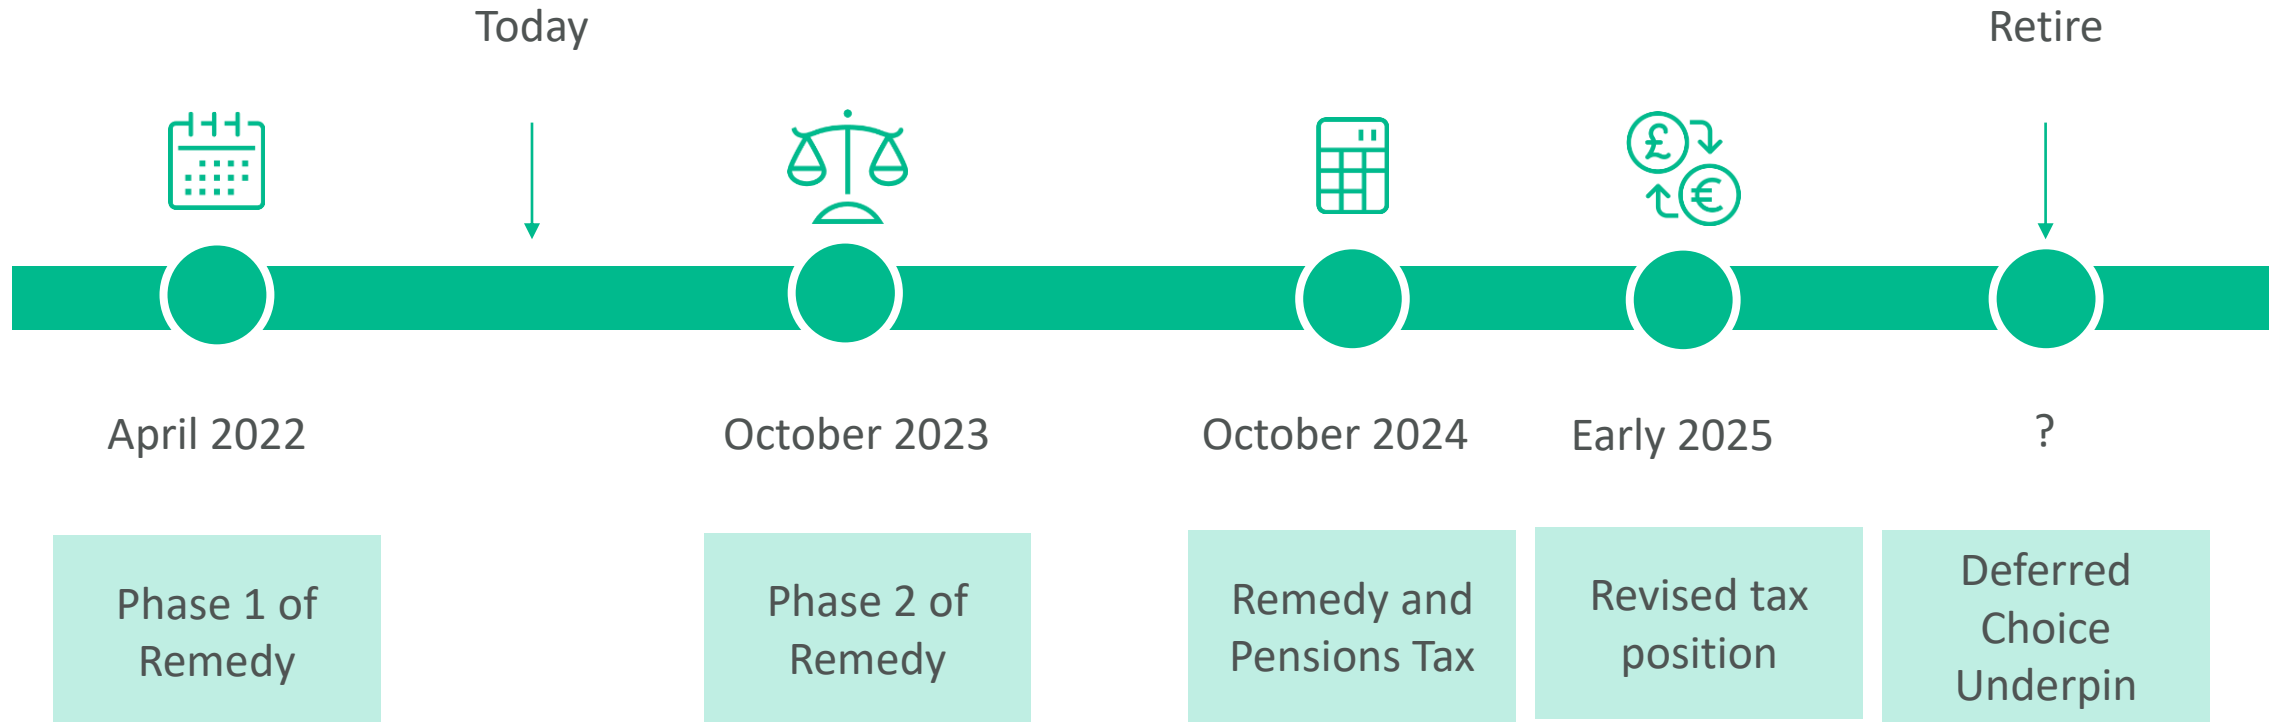 Today
Retire
£
€
April 2022
October 2023
October 2024
Early 2025
?
Phase 1 of
Remedy
Phase 2 of
Remedy
Remedy and
Pensions Tax
Revised tax
position
Deferred
Choice
Underpin